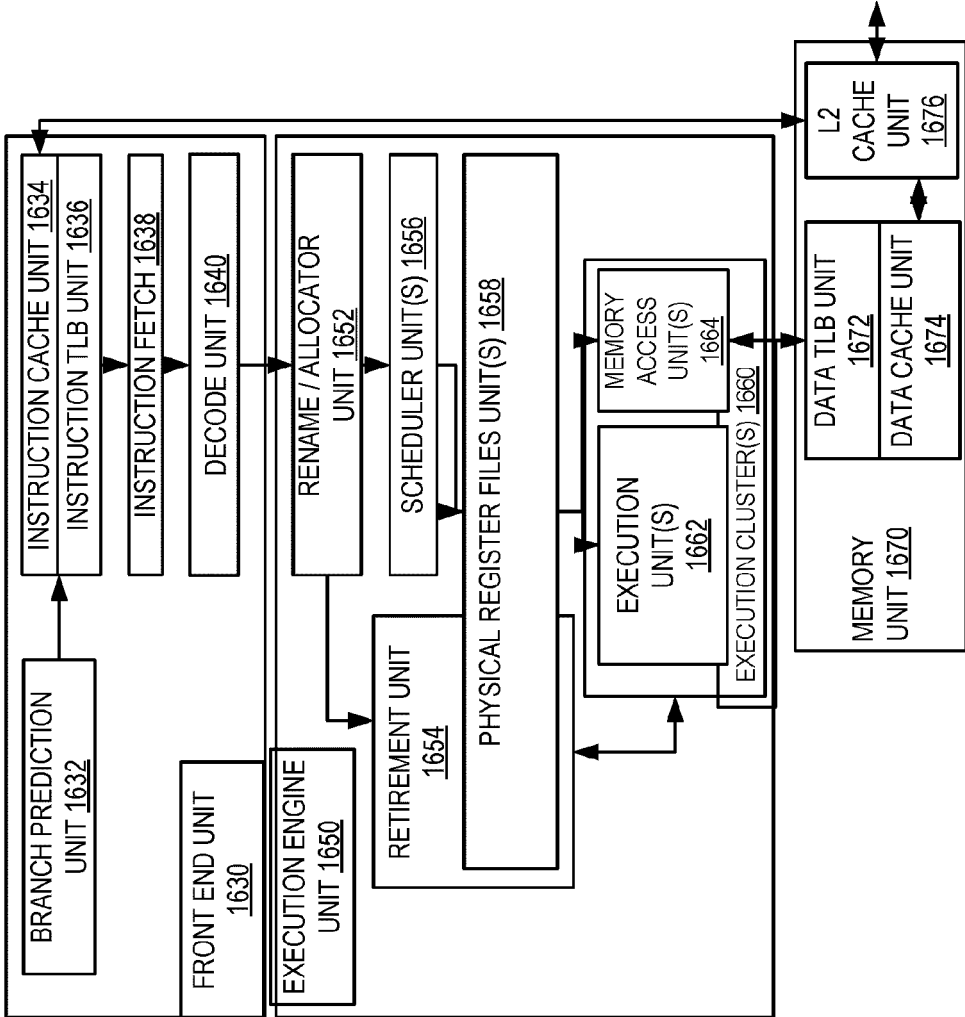 BRANCH PREDICTION
UNIT 1632
INSTRUCTION CACHE UNIT 1634
INSTRUCTION TLB UNIT 1636
INSTRUCTION FETCH 1638
DECODE UNIT 1640
FRONT END UNIT
1630
EXECUTION ENGINE
UNIT 1650
RENAME / ALLOCATOR
UNIT 1652
RETIREMENT UNIT
1654
SCHEDULER UNIT(S) 1656
PHYSICAL REGISTER FILES UNIT(S) 1658
EXECUTION
UNIT(S)
1662
MEMORY
ACCESS
UNIT(S)
1664
EXECUTION CLUSTER(S) 1660
MEMORY
UNIT 1670
DATA TLB UNIT
1672
DATA CACHE UNIT
1674
L2
CACHE
UNIT
1676